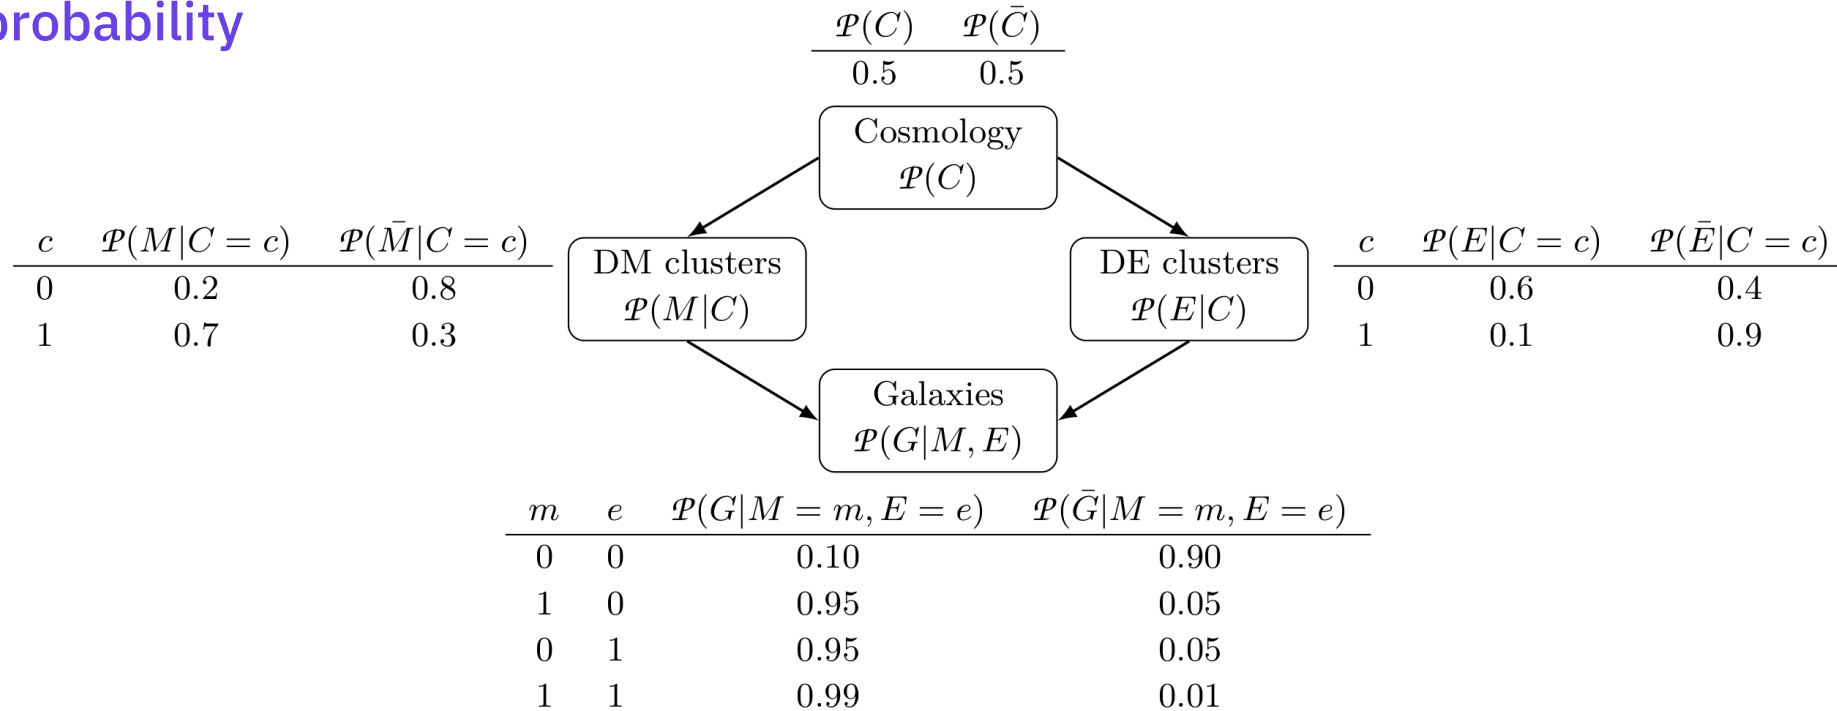 probability
𝒫(C) 𝒫(C̄)
0.5 0.5
Cosmology
𝒫(C)
c 𝒫(M|C = c) 𝒫(M̄|C = c)
0 0.2 0.8
1 0.7 0.3
DM clusters
𝒫(M|C)
DE clusters
𝒫(E|C)
c 𝒫(E|C = c) 𝒫(Ē|C = c)
0 0.6 0.4
1 0.1 0.9
Galaxies
𝒫(G|M, E)
m e 𝒫(G|M = m, E = e) 𝒫(Ḡ|M = m, E = e)
0 0 0.10 0.90
1 0 0.95 0.05
0 1 0.95 0.05
1 1 0.99 0.01